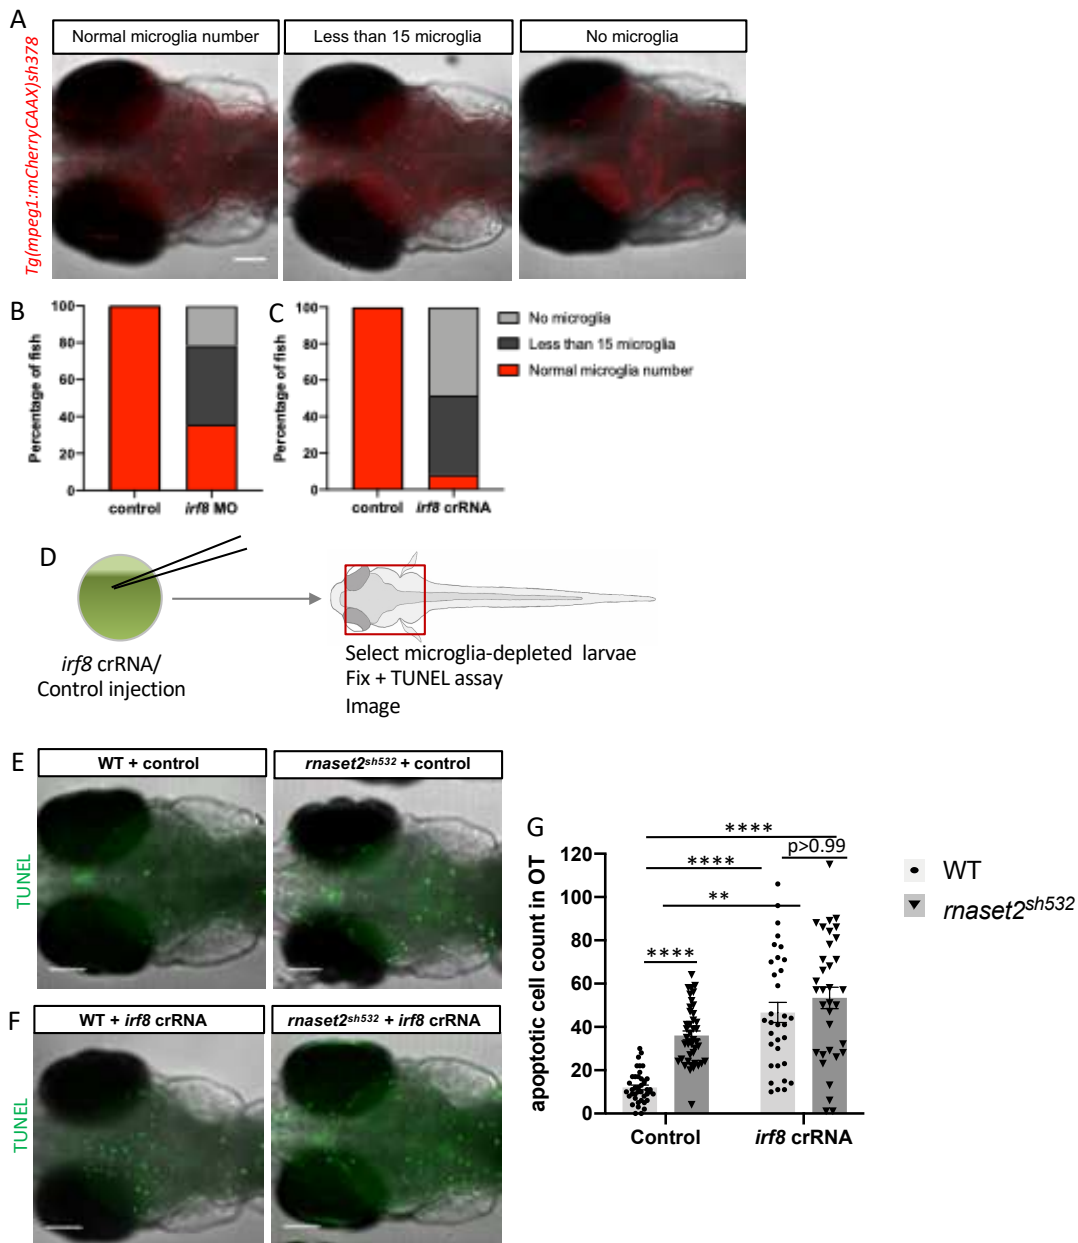 A
Normal microglia number
Less than 15 microglia
No microglia
Tg(mpeg1:mCherryCAAX)sh378
B
Percentage of fish
100
80
60
40
20
0
control
irf8 MO
C
Percentage of fish
100
80
60
40
20
0
control
irf8 crRNA
No microglia
Less than 15 microglia
Normal microglia number
D
irf8 crRNA/
Control injection
Select microglia-depleted larvae
Fix + TUNEL assay
Image
E
WT + control
rnaset2sh532 + control
TUNEL
F
WT + irf8 crRNA
rnaset2sh532 + irf8 crRNA
TUNEL
G
apoptotic cell count in OT
120
100
80
60
40
20
0
****
p>0.99
****
**
****
Control
irf8 crRNA
WT
rnaset2sh532